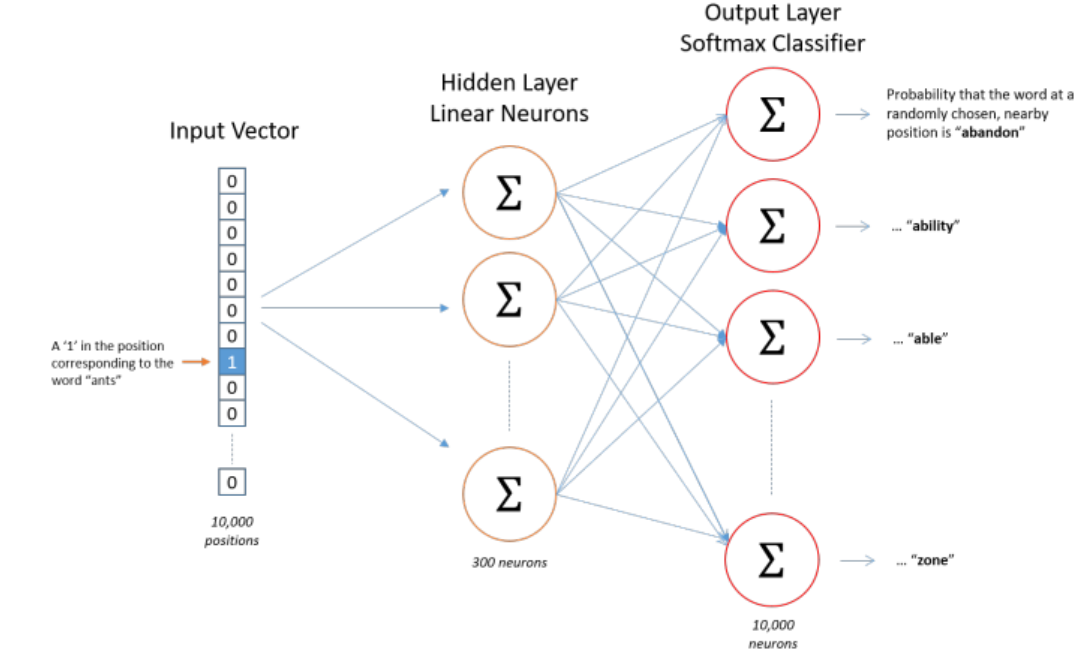 Output Layer
Softmax Classifier
Hidden Layer
Linear Neurons
Input Vector
0
0
0
0
0
0
0
1
0
0
0
A ‘1’ in the position
corresponding to the
word “ants”
10,000
positions
Σ
Σ
Σ
300 neurons
Σ
Σ
Σ
Σ
10,000
neurons
Probability that the word at a
randomly chosen, nearby
position is “abandon”
... “ability”
... “able”
... “zone”